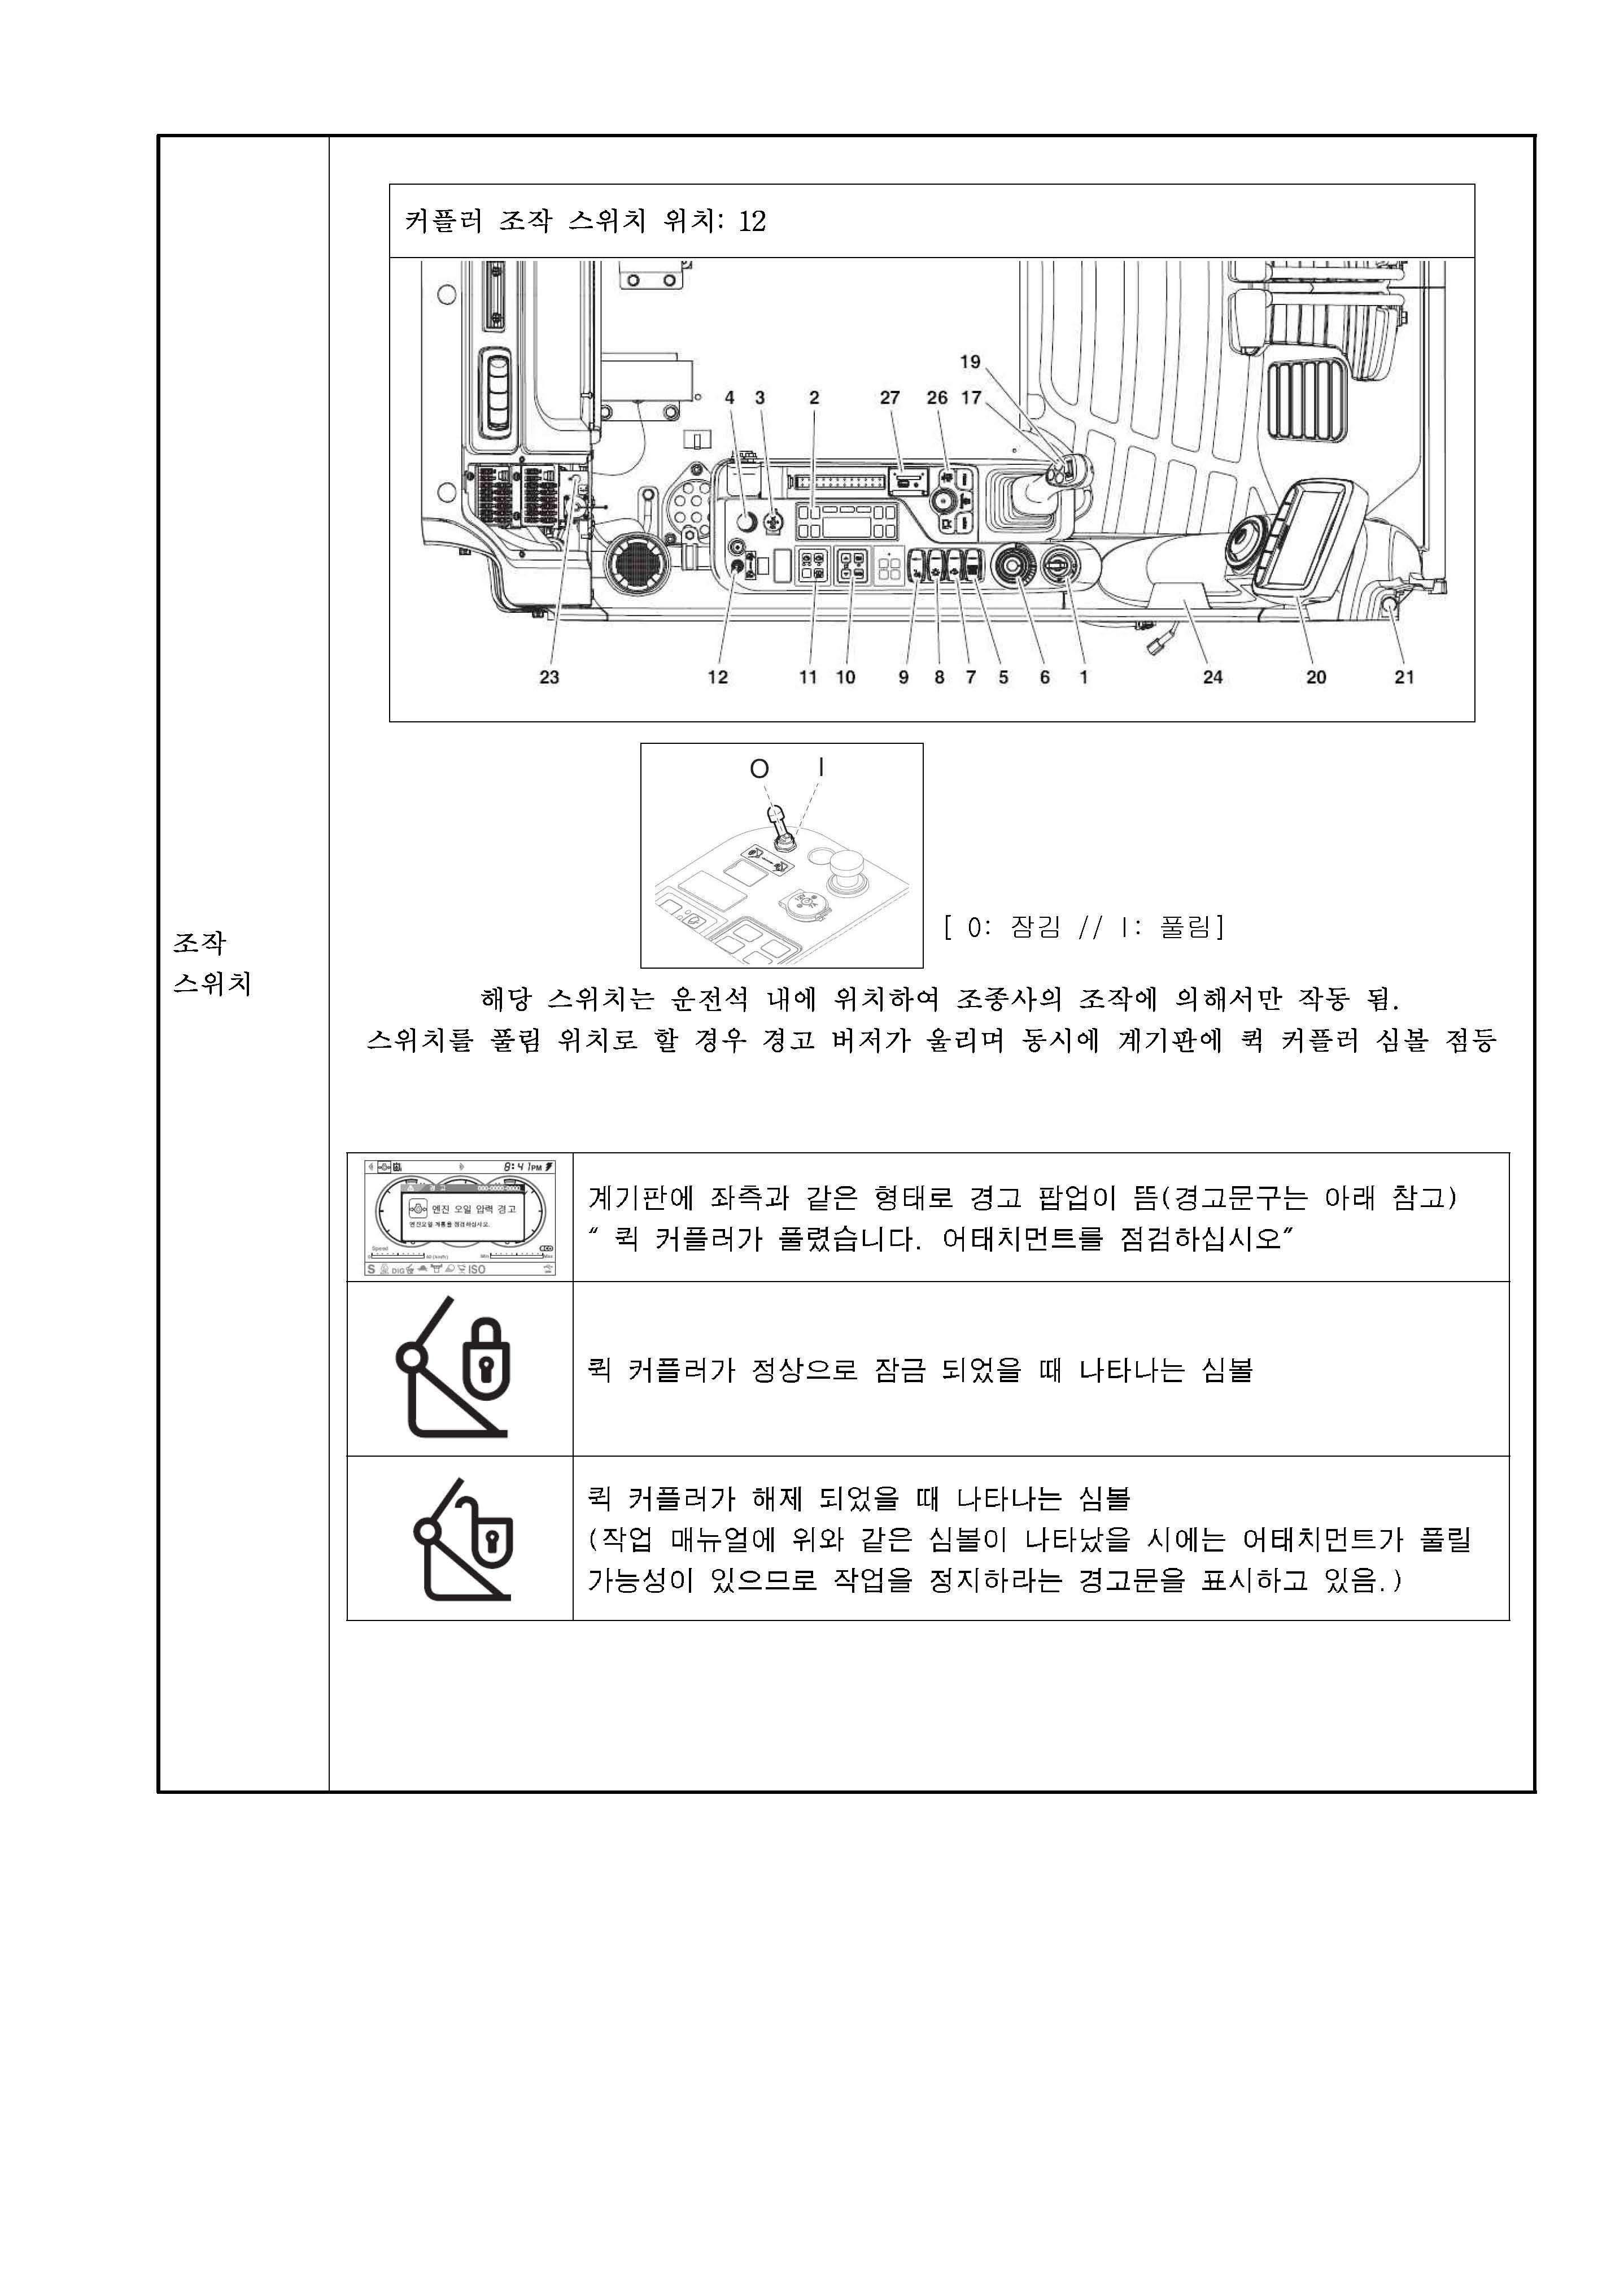 커플러 조작 스위치 위치: 12
19
4 3 2 27 26 17
23 12 11 10 9 8 7 5 6 1 24 20 21
O I
[ O: 잠김 // I: 풀림]
조작
스위치
해당 스위치는 운전석 내에 위치하여 조종사의 조작에 의해서만 작동 됨.
스위치를 풀림 위치로 할 경우 경고 버저가 울리며 동시에 계기판에 퀵 커플러 심볼 점등
8:41PM
경 고 000-0000-0000
엔진 오일 압력 경고
엔진오일 계통을 점검하십시오.
Speed
40 (km/h) Min Max
S DIG ISO
계기판에 좌측과 같은 형태로 경고 팝업이 뜸(경고문구는 아래 참고)
“ 퀵 커플러가 풀렸습니다. 어태치먼트를 점검하십시오”
퀵 커플러가 정상으로 잠금 되었을 때 나타나는 심볼
퀵 커플러가 해제 되었을 때 나타나는 심볼
(작업 매뉴얼에 위와 같은 심볼이 나타났을 시에는 어태치먼트가 풀릴
가능성이 있으므로 작업을 정지하라는 경고문을 표시하고 있음.)